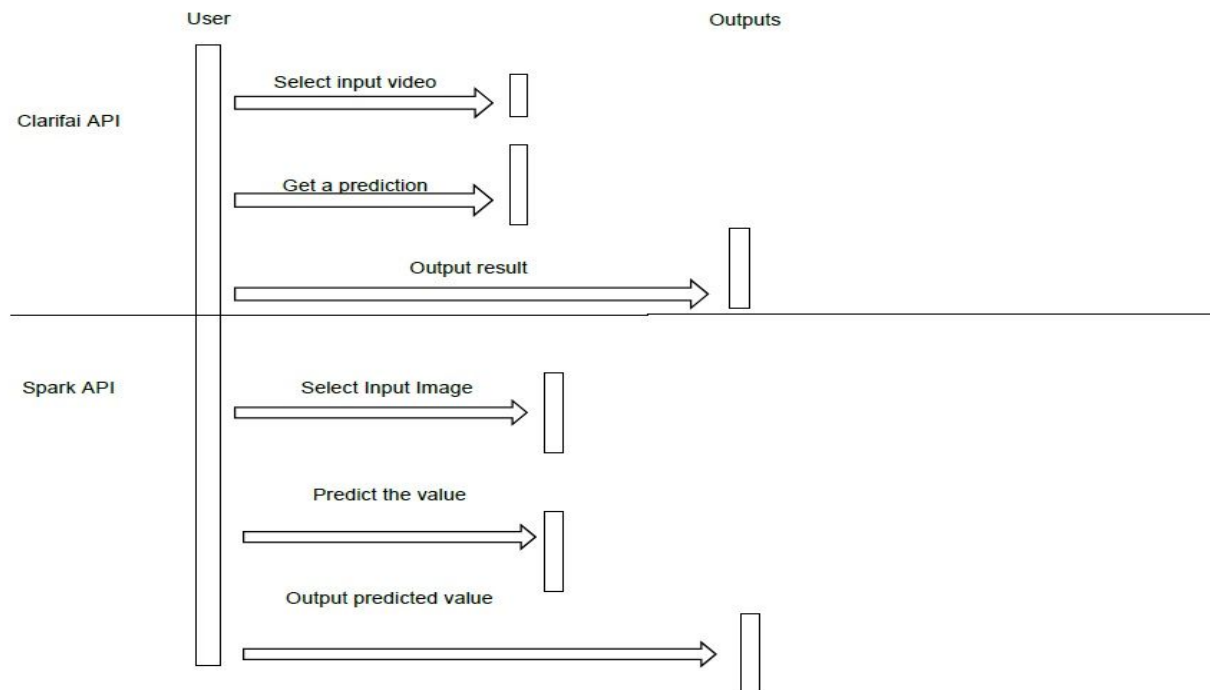 User
Outputs
Select input video
Clarifai API
Get a prediction
Output result
Spark API
Select Input Image
Predict the value
Output predicted value